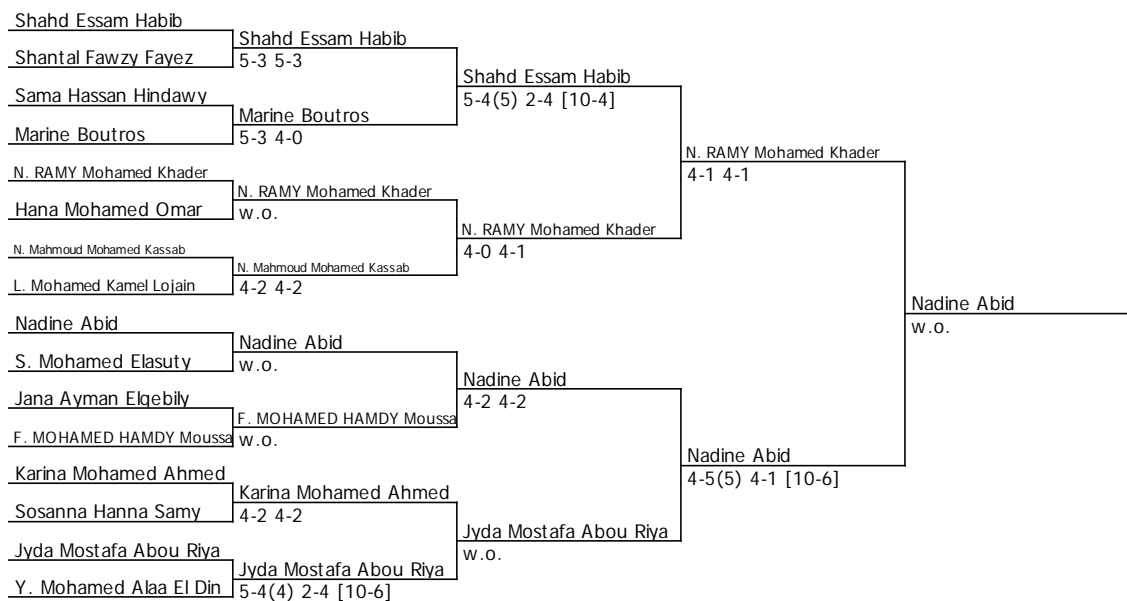 Shahd Essam Habib
Shantal Fawzy Fayez
Sama Hassan Hindawy
Marine Boutros
N. RAMY Mohamed Khader
Hana Mohamed Omar
N. Mahmoud Mohamed Kassab
L. Mohamed Kamel Lojain
Nadine Abid
S. Mohamed Elasuty
Jana Ayman Elgebily
F. MOHAMED HAMDY Moussa
Karina Mohamed Ahmed
Sosanna Hanna Samy
Jyda Mostafa Abou Riya
Y. Mohamed Alaa El Din
Shahd Essam Habib
5-3 5-3
Marine Boutros
5-3 4-0
N. RAMY Mohamed Khader
w.o.
N. Mahmoud Mohamed Kassab
4-2 4-2
Nadine Abid
w.o.
F. MOHAMED HAMDY Moussa
w.o.
Karina Mohamed Ahmed
4-2 4-2
Jyda Mostafa Abou Riya
5-4(4) 2-4 [10-6]
Shahd Essam Habib
5-4(5) 2-4 [10-4]
N. RAMY Mohamed Khader
4-0 4-1
Nadine Abid
4-2 4-2
Jyda Mostafa Abou Riya
w.o.
N. RAMY Mohamed Khader
4-1 4-1
Nadine Abid
4-5(5) 4-1 [10-6]
Nadine Abid
w.o.